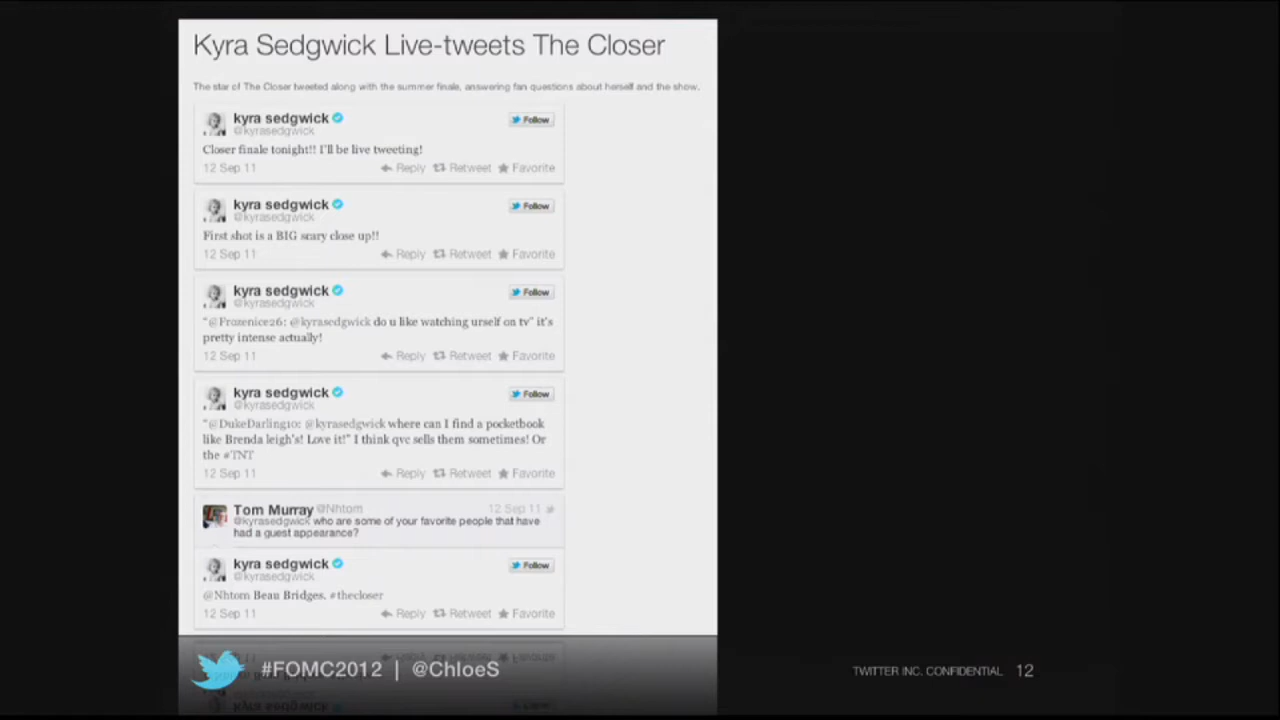 Kyra Sedgwick Live-tweets The Closer
The star of The Closer tweeted along with the summer finale, answering fan questions about herself and the show.
kyra sedgwick
Follow
@kyrasedgwick
Closer finale tonight!! I'll be live tweeting!
12 Sep 11 Reply Retweet Favorite
kyra sedgwick
Follow
@kyrasedgwick
First shot is a BIG scary close up!!
12 Sep 11 Reply Retweet Favorite
kyra sedgwick
Follow
@kyrasedgwick
"@Frozenice26: @kyrasedgwick do u like watching urself on tv" it's
pretty intense actually!
12 Sep 11 Reply Retweet Favorite
kyra sedgwick
Follow
@kyrasedgwick
"@DukeDarling10: @kyrasedgwick where can I find a pocketbook
like Brenda leigh's! Love it!" I think qvc sells them sometimes! Or
the #TNT
12 Sep 11 Reply Retweet Favorite
Tom Murray @Nhtom 12 Sep 11
@kyrasedgwick who are some of your favorite people that have
had a guest appearance?
kyra sedgwick
Follow
@kyrasedgwick
@Nhtom Beau Bridges. #thecloser
12 Sep 11 Reply Retweet Favorite
#FOMC2012 | @ChloeS
TWITTER INC. CONFIDENTIAL 12